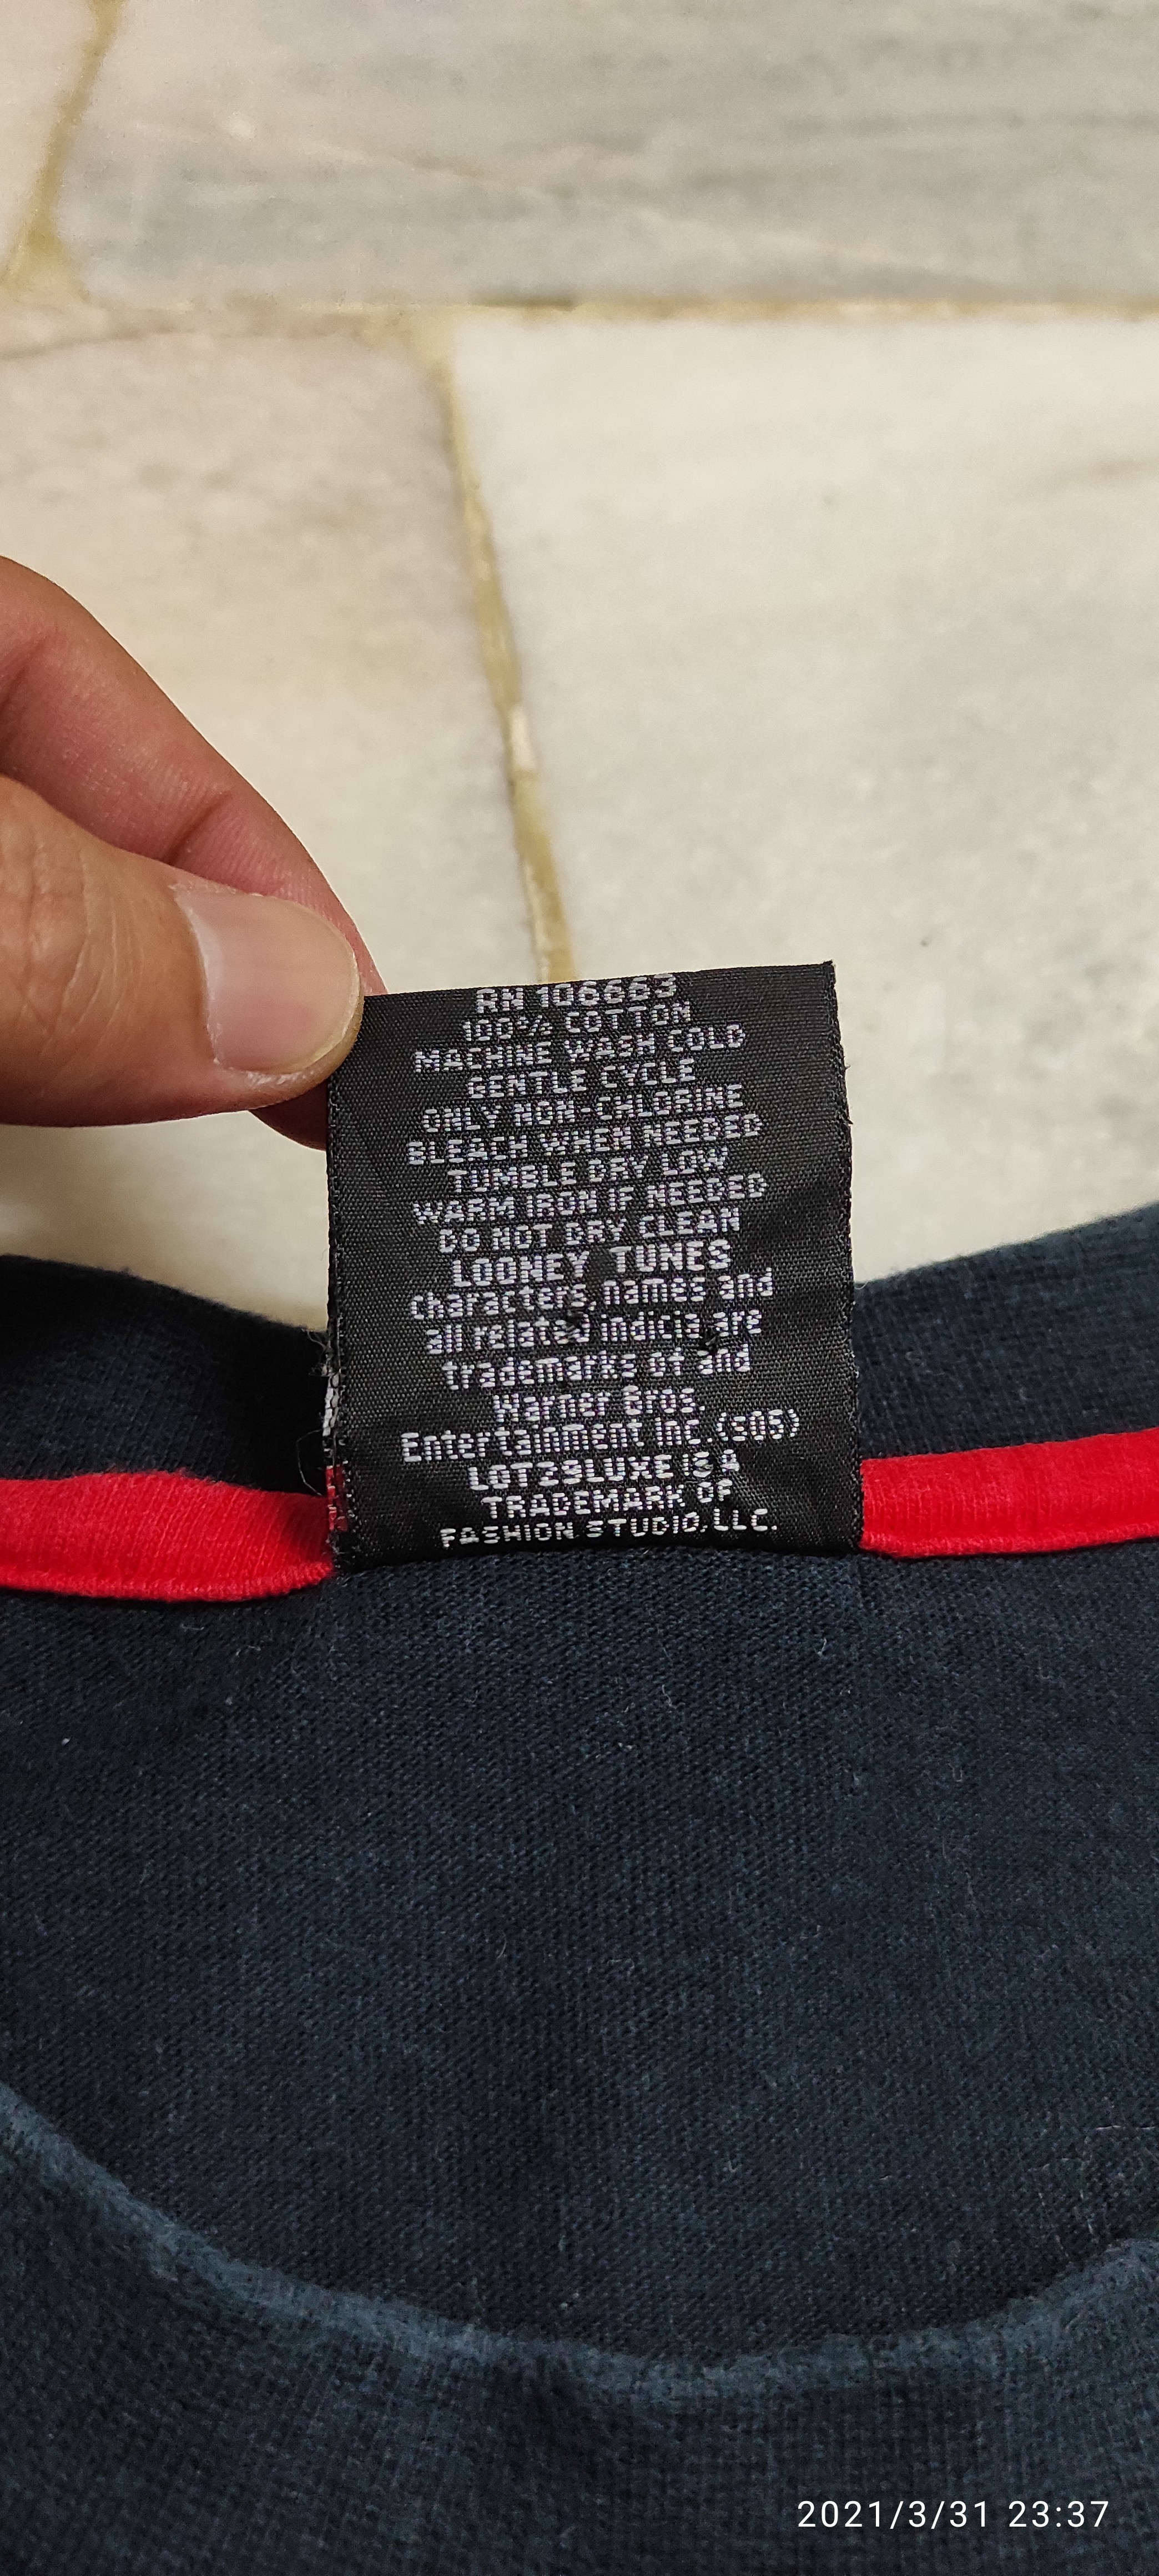 RN 106663
100% COTTON
MACHINE WASH COLD
GENTLE CYCLE
ONLY NON-CHLORINE
BLEACH WHEN NEEDED
TUMBLE DRY LOW
WARM IRON IF NEEDED
DO NOT DRY CLEAN
LOONEY TUNES
Characters, names and
all related indicia are
trademarks of and
Warner Bros.
Entertainment Inc. (s05)
LOT29LUXE IS A
TRADEMARK OF
FASHION STUDIO, LLC.
2021/3/31 23:37